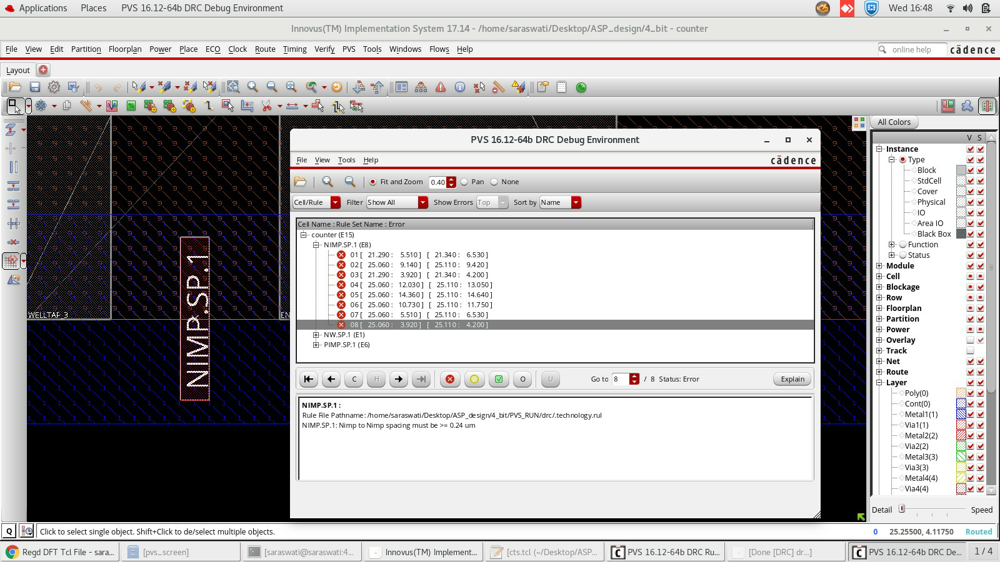 Applications Places PVS 16.12-64b DRC Debug Environment Wed 16:48
Innovus(TM) Implementation System 17.14 - /home/saraswati/Desktop/ASP_design/4_bit - counter
File View Edit Partition Floorplan Power Place ECO Clock Route Timing Verify PVS Tools Windows Flows Help online help cādence
Layout
All Colors
V S
Instance
Type
Block
StdCell
Cover
Physical
IO
Area IO
Black Box
Function
Status
Module
Cell
Blockage
Row
Floorplan
Partition
Power
Overlay
Track
Net
Route
Layer
Poly(0)
Cont(0)
Metal1(1)
Via1(1)
Metal2(2)
Via2(2)
Metal3(3)
Via3(3)
Metal4(4)
Via4(4)
Detail Speed
WELLTAP_3
EN
NIMP.SP.1
PVS 16.12-64b DRC Debug Environment
File View Tools Help cādence
Fit and Zoom 0.40 Pan None
Cell/Rule Filter Show All Show Errors Top Sort by Name
Cell Name : Rule Set Name : Error
counter (E15)
NIMP.SP.1 (E8)
01 [ 21.290 : 5.510 ] [ 21.340 : 6.530 ]
02 [ 25.060 : 9.140 ] [ 25.110 : 9.420 ]
03 [ 21.290 : 3.920 ] [ 21.340 : 4.200 ]
04 [ 25.060 : 12.030 ] [ 25.110 : 13.050 ]
05 [ 25.060 : 14.360 ] [ 25.110 : 14.640 ]
06 [ 25.060 : 10.730 ] [ 25.110 : 11.750 ]
07 [ 25.060 : 5.510 ] [ 25.110 : 6.530 ]
08 [ 25.060 : 3.920 ] [ 25.110 : 4.200 ]
NW.SP.1 (E1)
PIMP.SP.1 (E6)
C H O U Go to 8 / 8 Status: Error Explain
NIMP.SP.1 :
Rule File Pathname: /home/saraswati/Desktop/ASP_design/4_bit/PVS_RUN/drc/.technology.rul
NIMP.SP.1: Nimp to Nimp spacing must be >= 0.24 um
Q Click to select single object. Shift+Click to de/select multiple objects. 0 25.25500, 4.11750 Routed
Regd DFT Tcl File - sara... [pvs_screen] [saraswati@saraswati:4... Innovus(TM) Implement... [cts.tcl (~/Desktop/ASP... PVS 16.12-64b DRC Ru... [Done [DRC] dr...] PVS 16.12-64b DRC De... 1 / 4